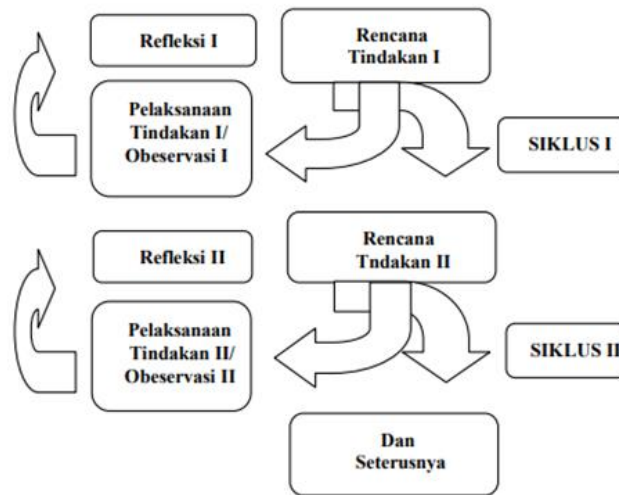 Refleksi I
Rencana
Tindakan I
Pelaksanaan
Tindakan I/
Obeservasi I
SIKLUS I
Refleksi II
Rencana
Tndakan II
Pelaksanaan
Tindakan II/
Obeservasi II
SIKLUS II
Dan
Seterusnya